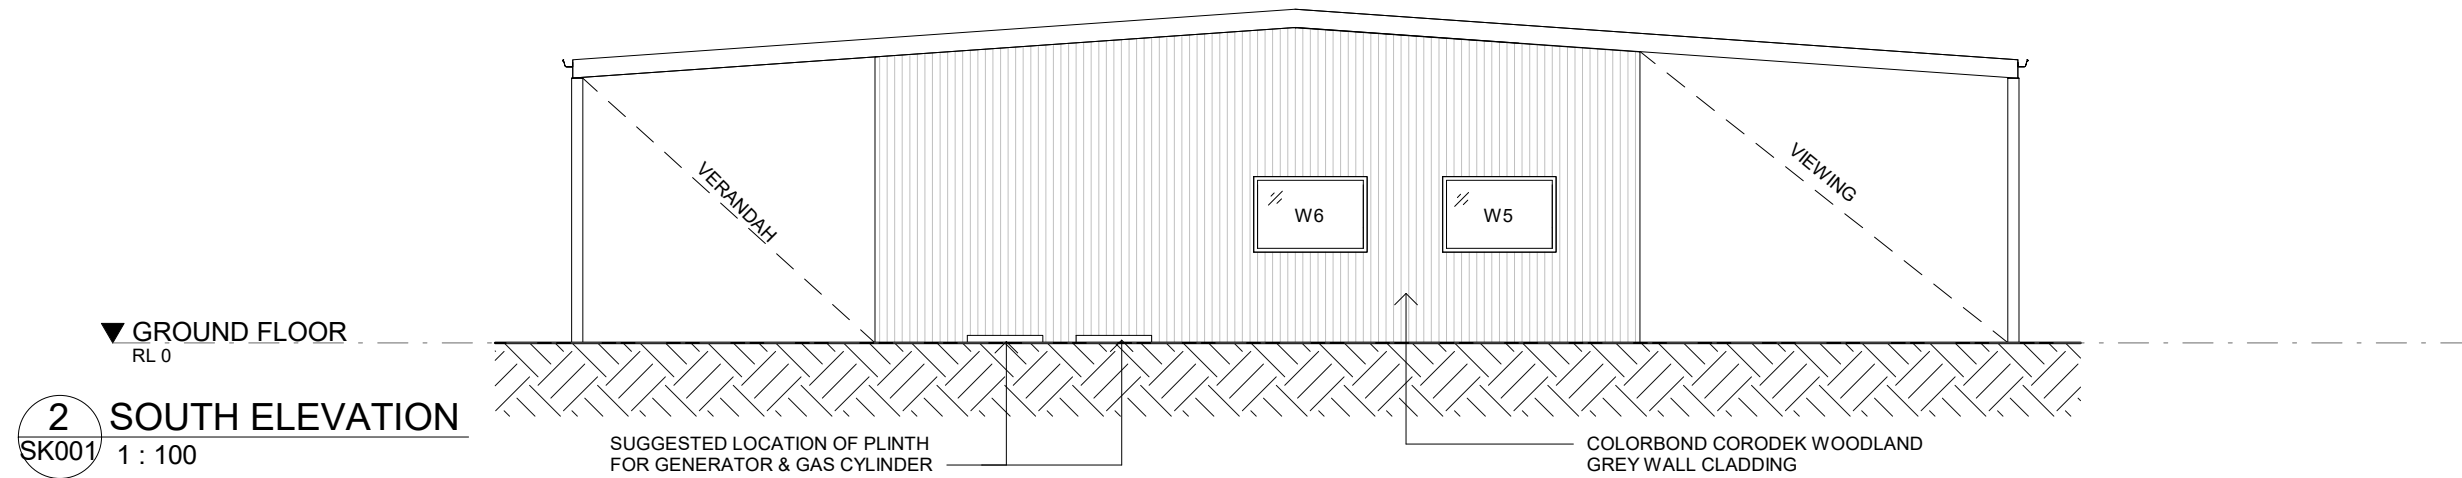 VERANDAH
VIEWING
W6
W5
GROUND FLOOR
RL 0
2
SK001
SOUTH ELEVATION
1 : 100
SUGGESTED LOCATION OF PLINTH
FOR GENERATOR & GAS CYLINDER
COLORBOND CORODEK WOODLAND
GREY WALL CLADDING